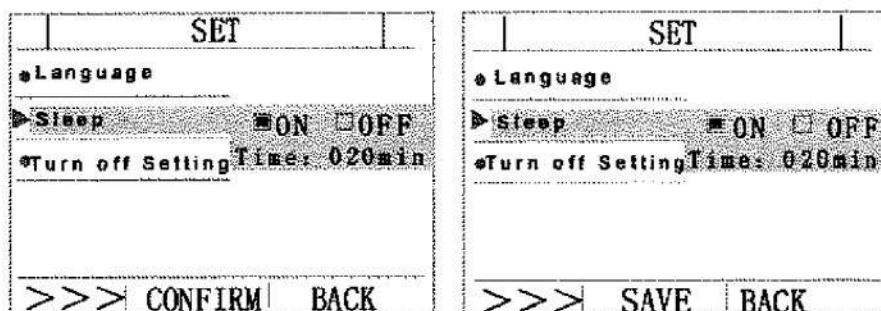 SET
Language
Sleep ON OFF
Turn off Setting Time: 020min
>>> CONFIRM BACK
SET
Language
Sleep ON OFF
Turn off Setting Time: 020min
>>> SAVE BACK